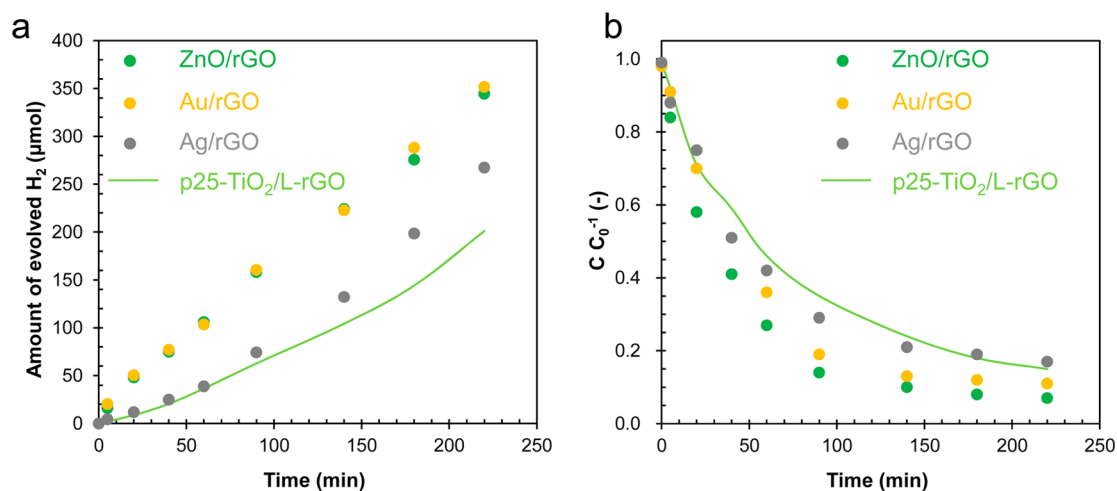 a
400
350
300
250
200
150
100
50
0
Amount of evolved H₂ (μmol)
ZnO/rGO
Au/rGO
Ag/rGO
p25-TiO₂/L-rGO
0 50 100 150 200 250
Time (min)
b
1.0
0.8
0.6
0.4
0.2
0.0
C C₀⁻¹ (-)
ZnO/rGO
Au/rGO
Ag/rGO
p25-TiO₂/L-rGO
0 50 100 150 200 250
Time (min)